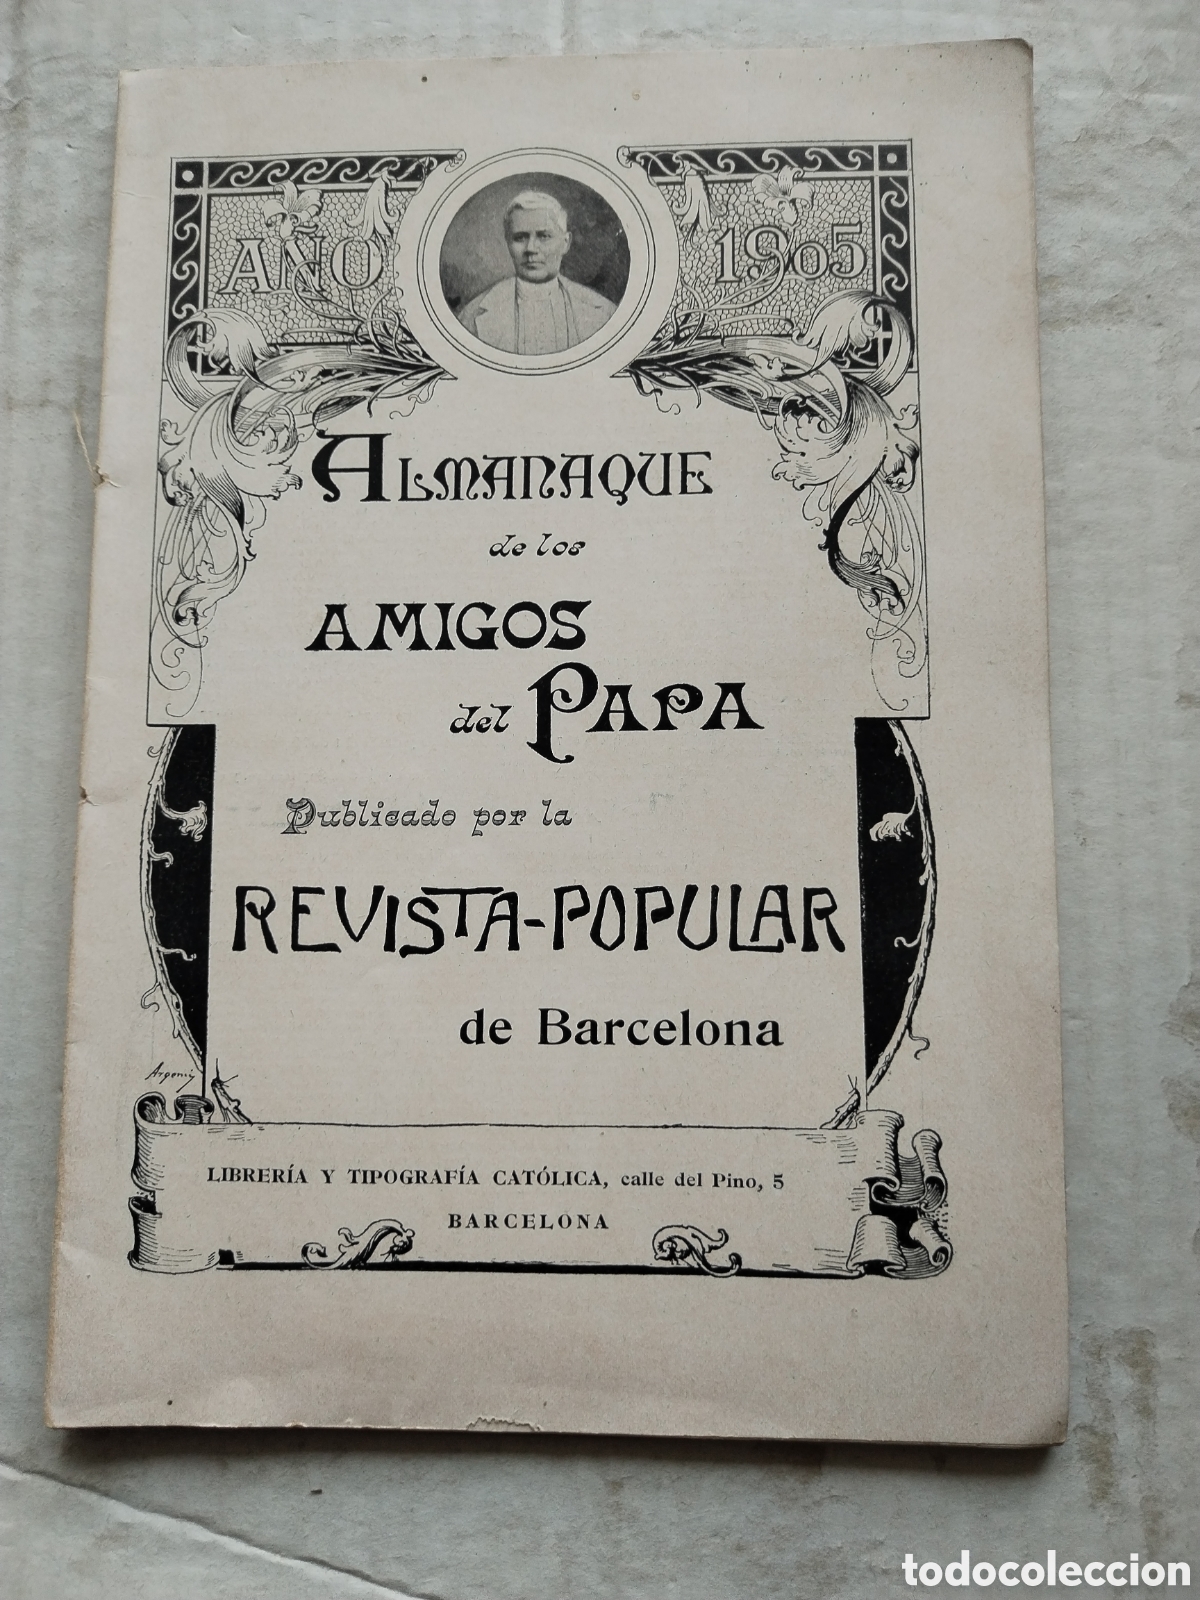 AÑO 1905
ALMANAQUE
de los
AMIGOS
del PAPA
Publicado por la
REVISTA-POPULAR
de Barcelona
LIBRERÍA Y TIPOGRAFÍA CATÓLICA, calle del Pino, 5
BARCELONA
todocoleccion